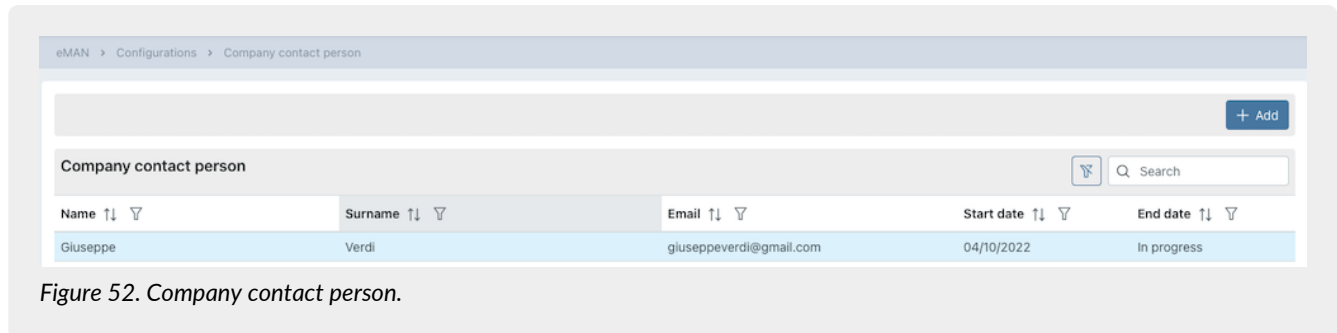 eMAN > Configurations > Company contact person
+ Add
Company contact person
Search
Name Surname Email Start date End date
Giuseppe Verdi giuseppeverdi@gmail.com 04/10/2022 In progress
Figure 52. Company contact person.